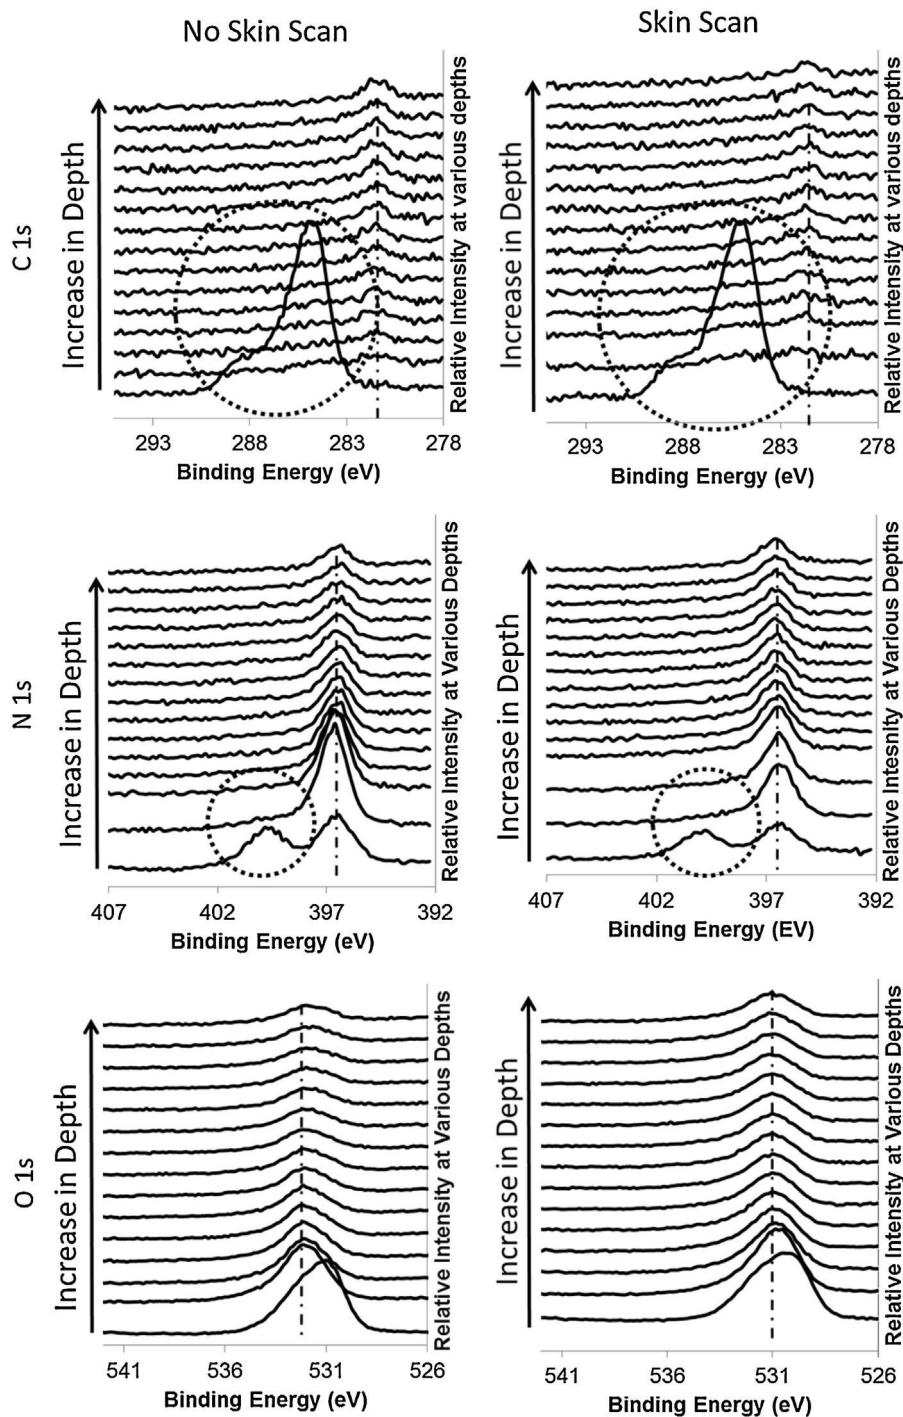 No Skin Scan
Skin Scan
C 1s
Increase in Depth
Relative Intensity at various depths
293 288 283 278
Binding Energy (eV)
Increase in Depth
Relative Intensity at various depths
293 288 283 278
Binding Energy (eV)
N 1s
Increase in Depth
Relative Intensity at Various Depths
407 402 397 392
Binding Energy (eV)
Increase in Depth
Relative Intesnity at Various Depths
407 402 397 392
Binding Energy (EV)
O 1s
Increase in Depth
Relative Intensity at Various Depths
541 536 531 526
Binding Energy (eV)
Increase in Depth
Relative Intensity at Various Depths
541 536 531 526
Binding Energy (eV)